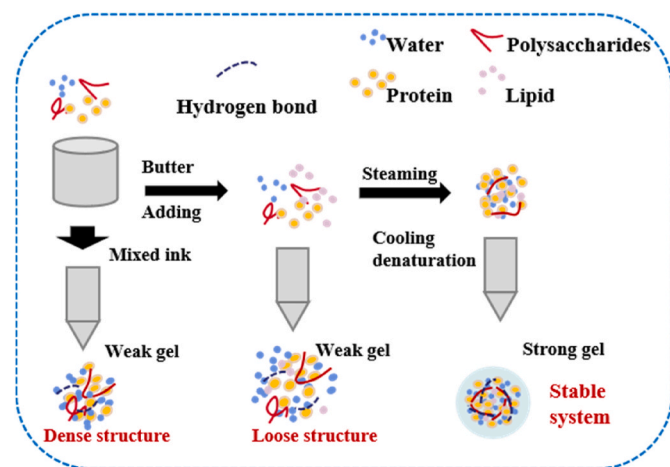 Water
Polysaccharides
Hydrogen bond
Protein
Lipid
Butter
Adding
Steaming
Cooling
denaturation
Mixed ink
Weak gel
Weak gel
Strong gel
Dense structure
Loose structure
Stable
system